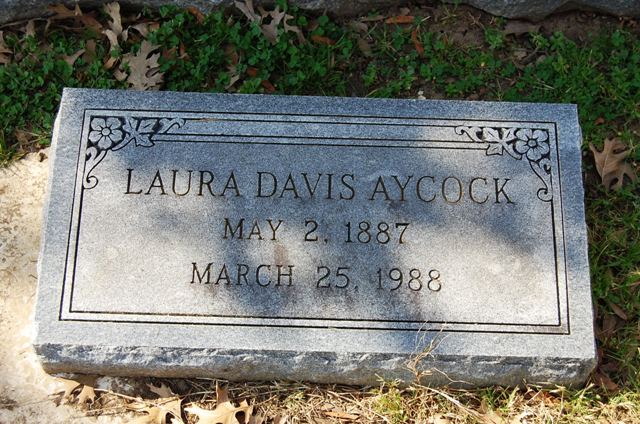 LAURA DAVIS AYCOCK
MAY 2, 1887
MARCH 25, 1988